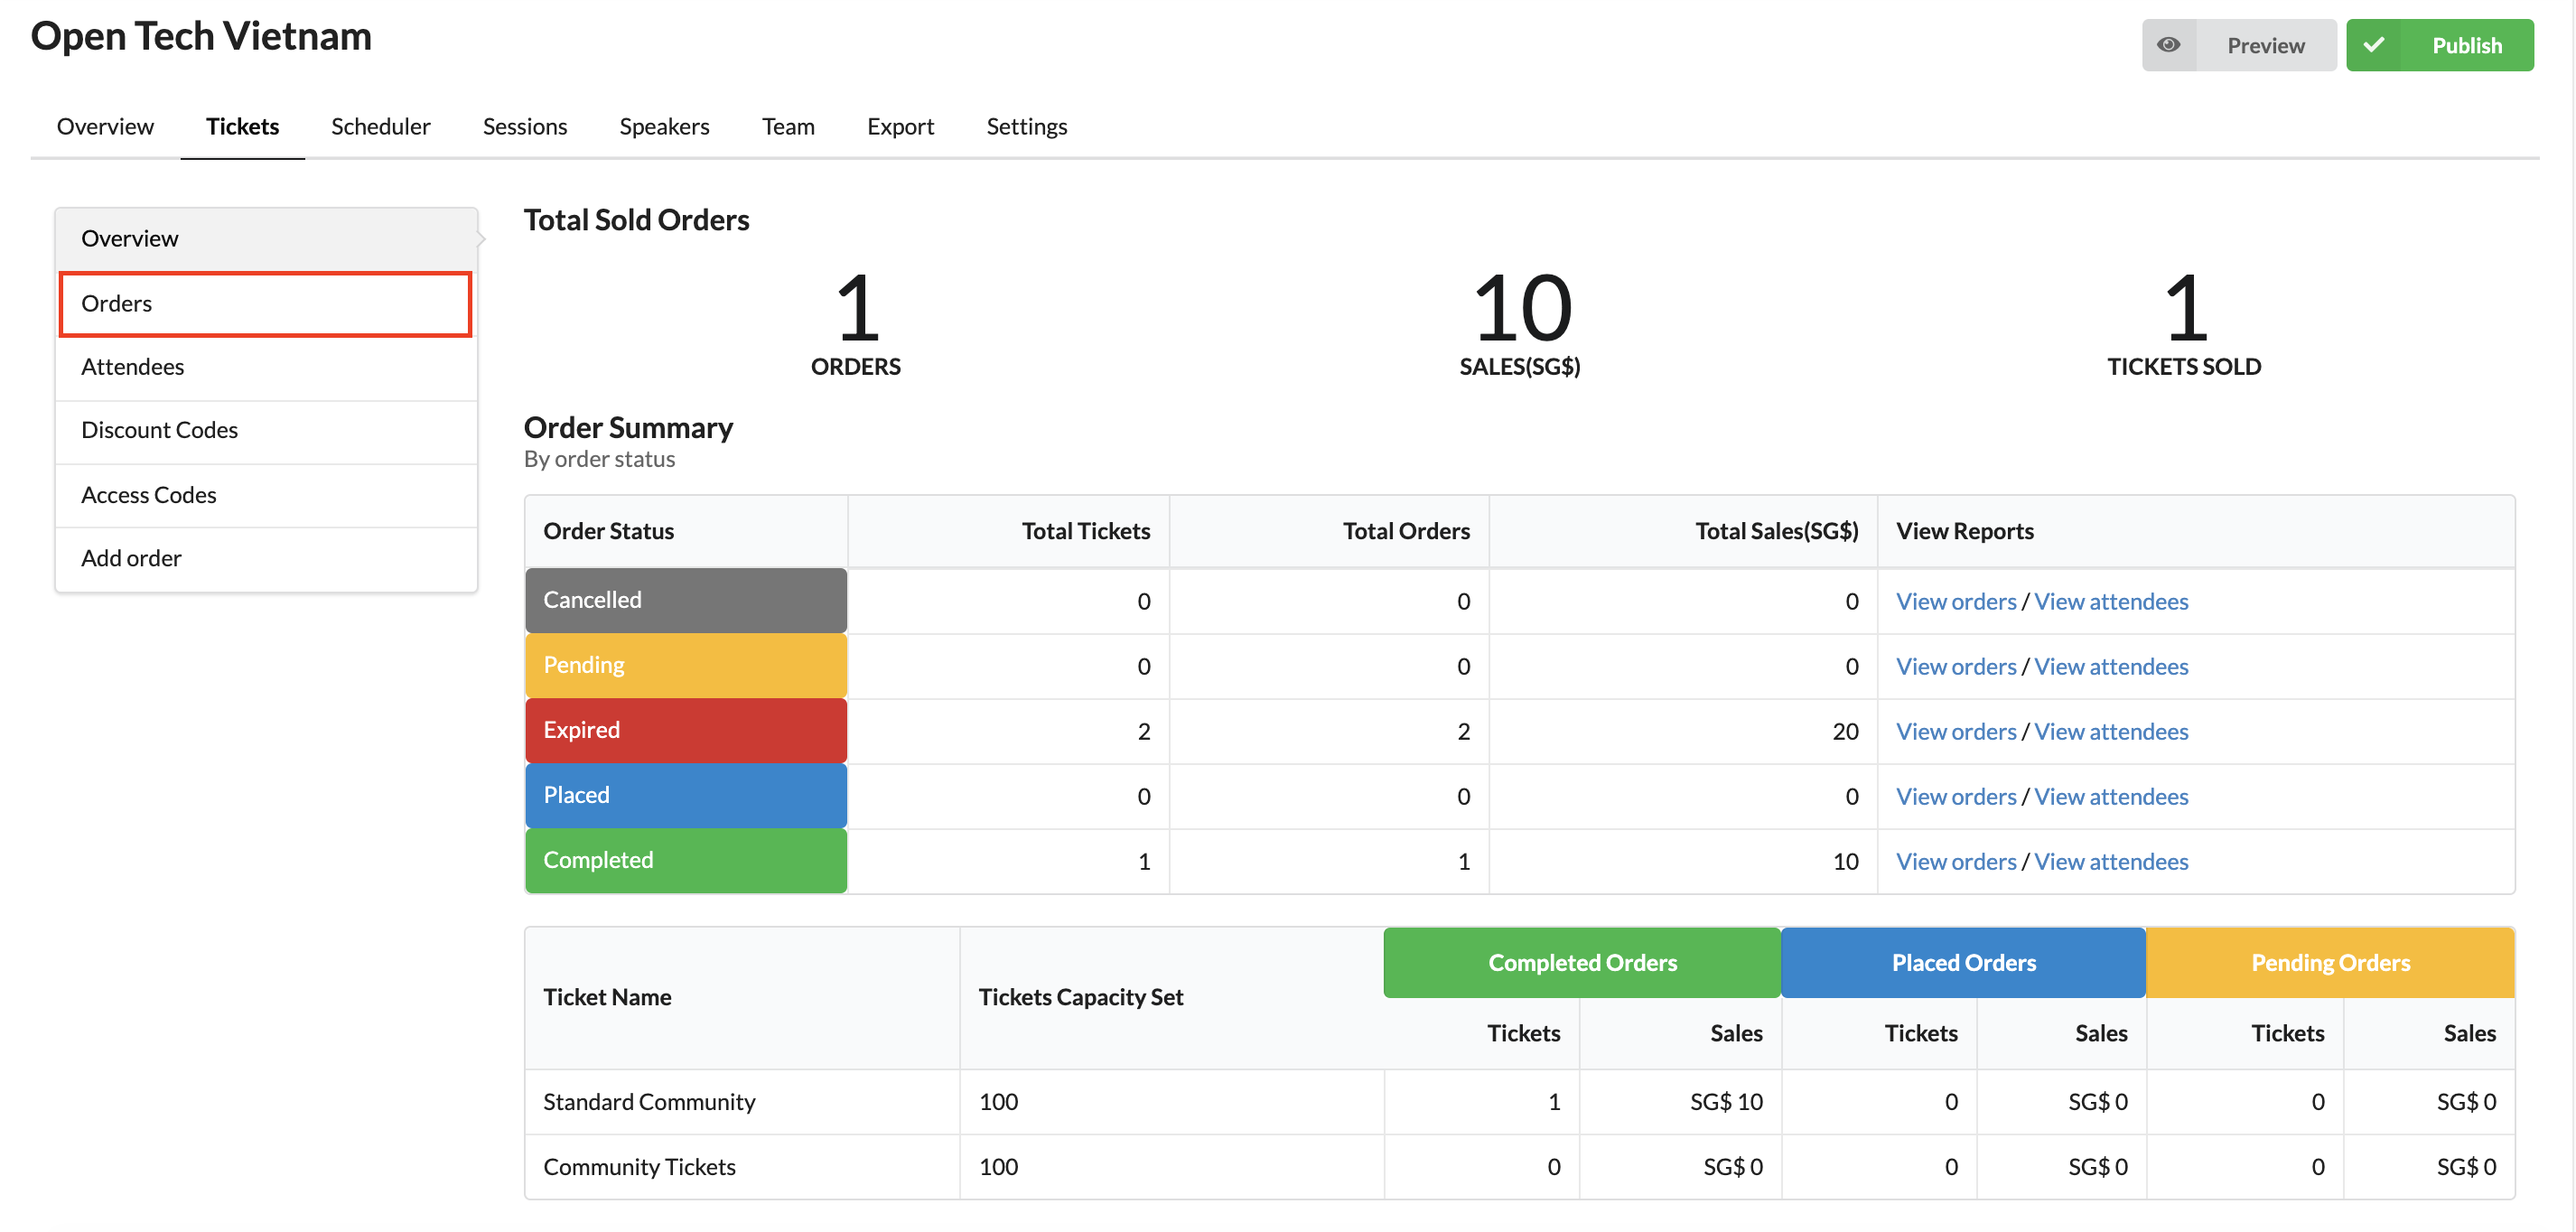 Open Tech Vietnam
Preview
Publish
Overview Tickets Scheduler Sessions Speakers Team Export Settings
Overview
Orders
Attendees
Discount Codes
Access Codes
Add order
Total Sold Orders
1 10 1
ORDERS SALES(SG$) TICKETS SOLD
Order Summary
By order status
Order Status Total Tickets Total Orders Total Sales(SG$) View Reports
Cancelled 0 0 0 View orders / View attendees
Pending 0 0 0 View orders / View attendees
Expired 2 2 20 View orders / View attendees
Placed 0 0 0 View orders / View attendees
Completed 1 1 10 View orders / View attendees
Completed Orders Placed Orders Pending Orders
Ticket Name Tickets Capacity Set
Tickets Sales Tickets Sales Tickets Sales
Standard Community 100 1 SG$ 10 0 SG$ 0 0 SG$ 0
Community Tickets 100 0 SG$ 0 0 SG$ 0 0 SG$ 0